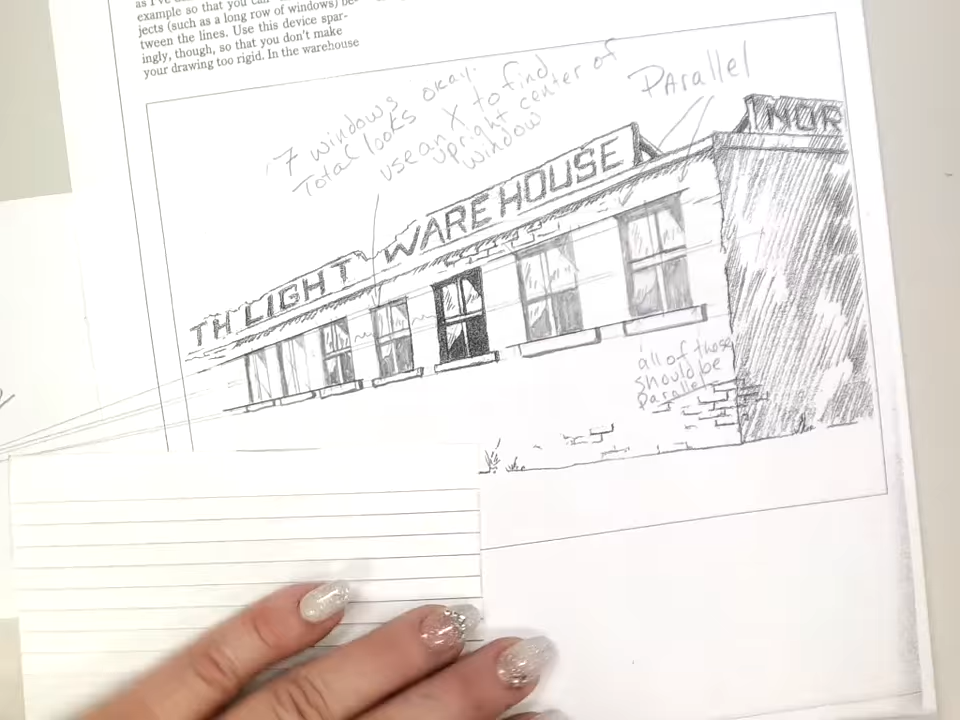 example so that you can
jects (such as a long row of windows) be-
tween the lines. Use this device spar-
ingly, though, so that you don't make
your drawing too rigid. In the warehouse
7 windows okay.
Total looks
use an X to find
upright center of
window
Parallel
NOR
TH LIGHT WAREHOUSE
all of those
should be
parallel